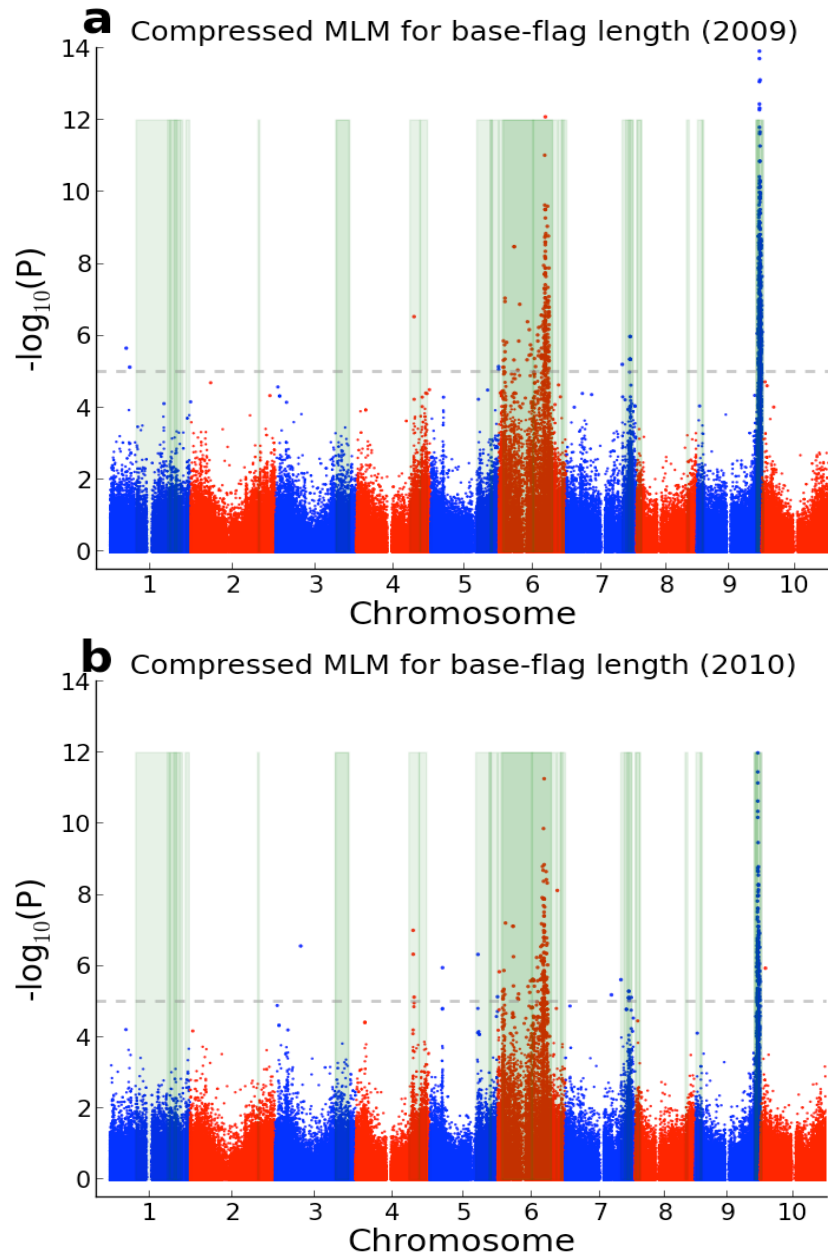 a Compressed MLM for base-flag length (2009)
14
12
10
8
6
4
2
0
-log10(P)
1 2 3 4 5 6 7 8 9 10
Chromosome
b Compressed MLM for base-flag length (2010)
14
12
10
8
6
4
2
0
-log10(P)
1 2 3 4 5 6 7 8 9 10
Chromosome